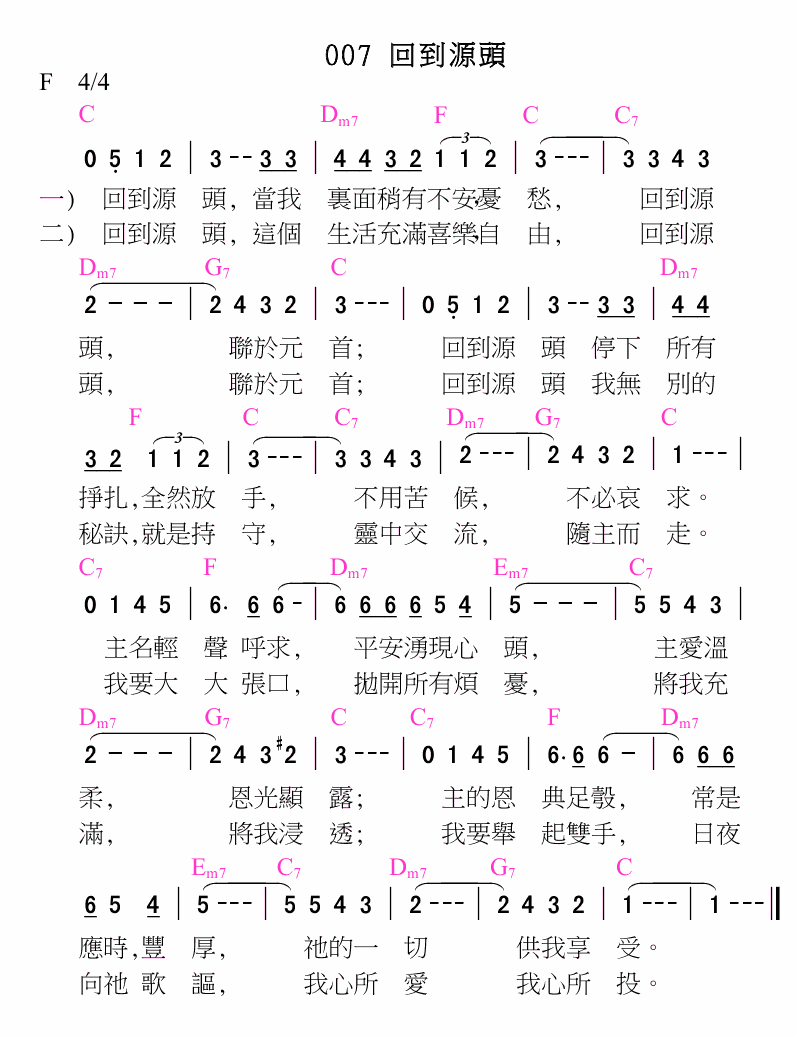 007 回到源頭
F 4/4
C Dm7 F C C7
0 5 1 2 | 3 - - 3 3 | 4 4 3 2 1 1 2 | 3 - - - | 3 3 4 3
3
一) 回到源 頭, 當我 裏面稍有不安,憂 愁, 回到源
二) 回到源 頭, 這個 生活充滿喜樂,自 由, 回到源
Dm7 G7 C Dm7
2 - - - | 2 4 3 2 | 3 - - - | 0 5 1 2 | 3 - - 3 3 | 4 4
頭, 聯於元 首; 回到源 頭 停下 所有
頭, 聯於元 首; 回到源 頭 我無 別的
F C C7 Dm7 G7 C
3 2 1 1 2 | 3 - - - | 3 3 4 3 | 2 - - - | 2 4 3 2 | 1 - - - |
3
掙扎,全然放 手, 不用苦 候, 不必哀 求。
秘訣,就是持 守, 靈中交 流, 隨主而 走。
C7 F Dm7 Em7 C7
0 1 4 5 | 6. 6 6 - | 6 6 6 6 5 4 | 5 - - - | 5 5 4 3 |
主名輕 聲 呼求, 平安湧現心 頭, 主愛溫
我要大 大 張口, 拋開所有煩 憂, 將我充
Dm7 G7 C C7 F Dm7
2 - - - | 2 4 3 #2 | 3 - - - | 0 1 4 5 | 6. 6 6 - | 6 6 6
柔, 恩光顯 露; 主的恩 典足彀, 常是
滿, 將我浸 透; 我要舉 起雙手, 日夜
Em7 C7 Dm7 G7 C
6 5 4 | 5 - - - | 5 5 4 3 | 2 - - - | 2 4 3 2 | 1 - - - | 1 - - - ‖
應時,豐 厚, 祂的一 切 供我享 受。
向祂 歌 謳, 我心所 愛 我心所 投。